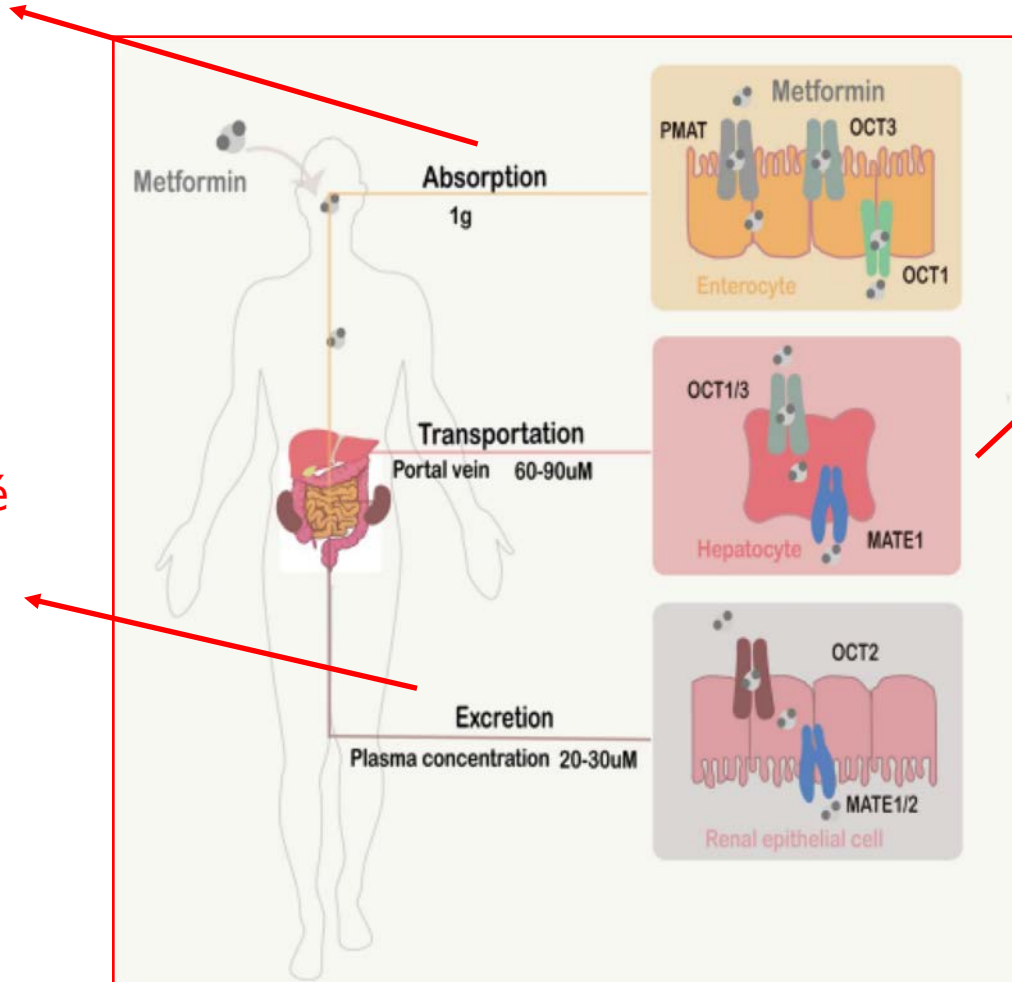 Metformin
Absorption
1g
Transportation
Portal vein 60-90uM
Excretion
Plasma concentration 20-30uM
Metformin
PMAT
OCT3
OCT1
Enterocyte
OCT1/3
MATE1
Hepatocyte
OCT2
MATE1/2
Renal epithelial cell